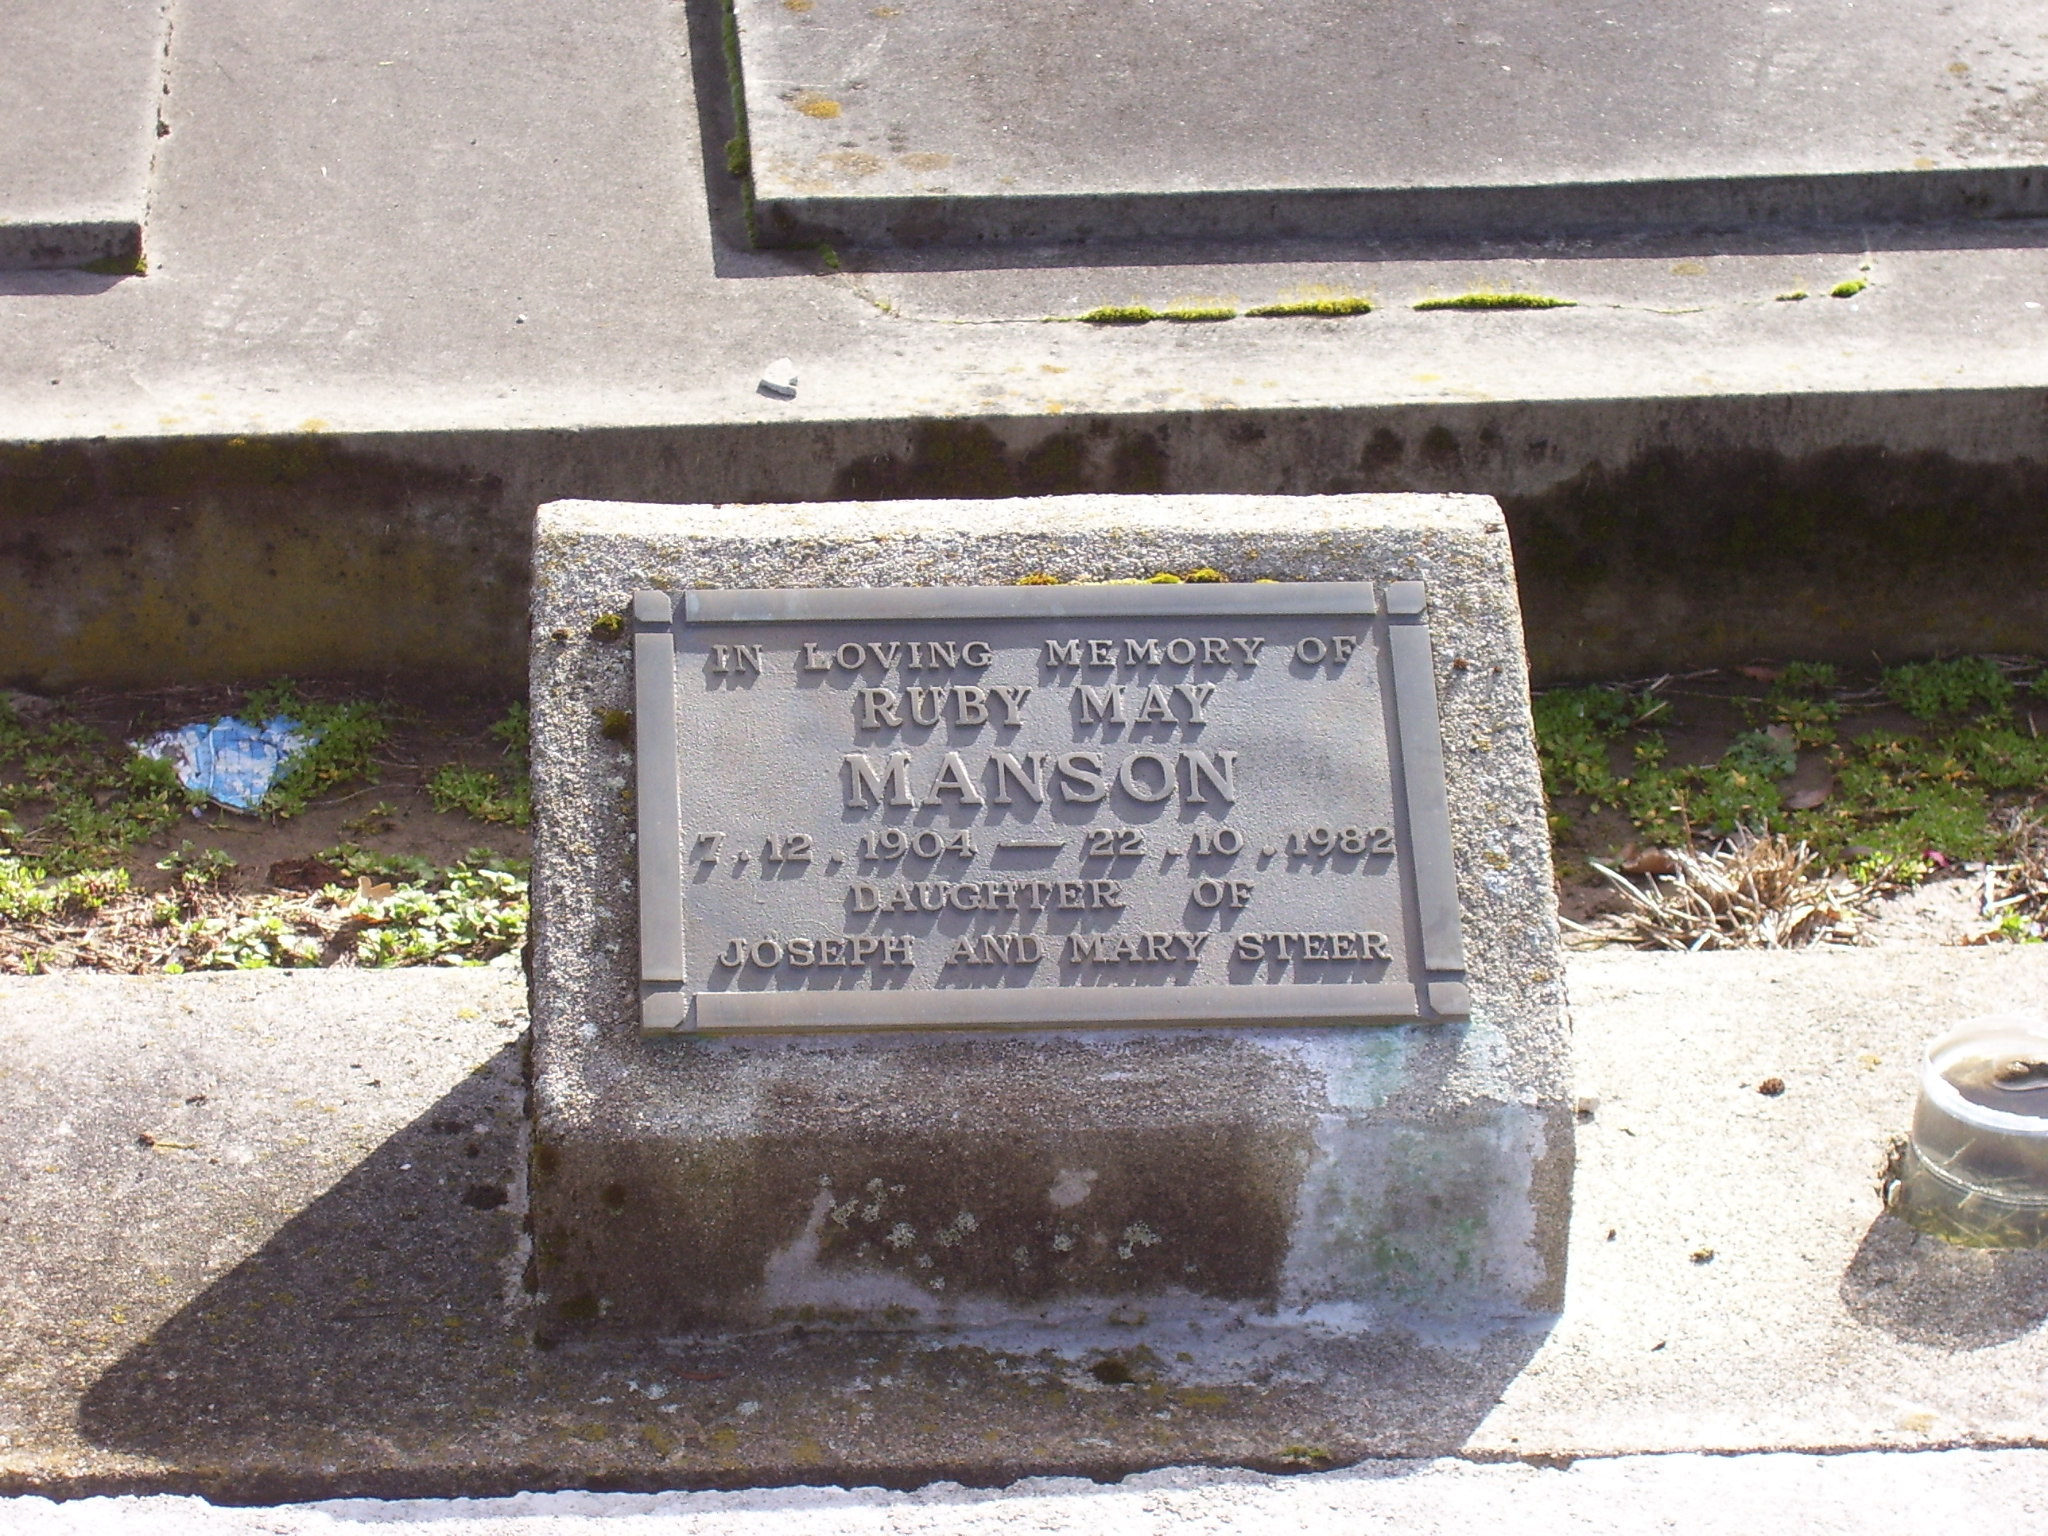 IN LOVING MEMORY OF
RUBY MAY
MANSON
7.12.1904 — 22.10.1982
DAUGHTER OF
JOSEPH AND MARY STEER